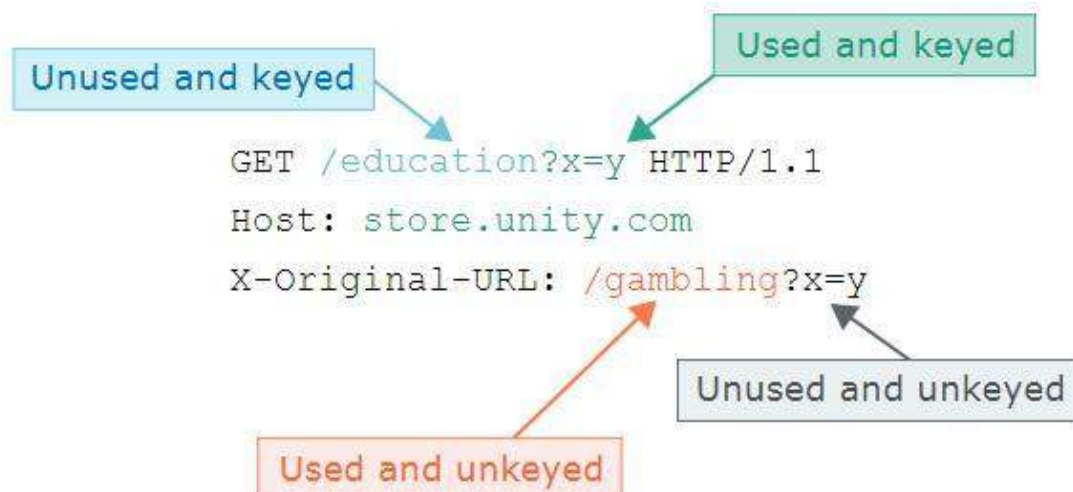 Used and keyed
Unused and keyed
GET /education?x=y HTTP/1.1
Host: store.unity.com
X-Original-URL: /gambling?x=y
Unused and unkeyed
Used and unkeyed